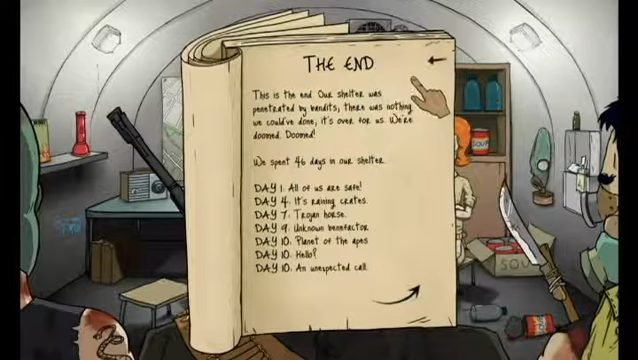 THE END
This is the end. Our shelter was
penetrated by bandits, there was nothing
we could've done, it's over for us. We're
doomed. Doomed!
We spent 46 days in our shelter
DAY 1: All of us are safe!
DAY 4: It's raining crates.
DAY 7: Trojan horse.
DAY 9: Unknown benefactor
DAY 10: Planet of the apes
DAY 10: Hello?
DAY 10: An unexpected call.
SOUP
SOUP
SOUP